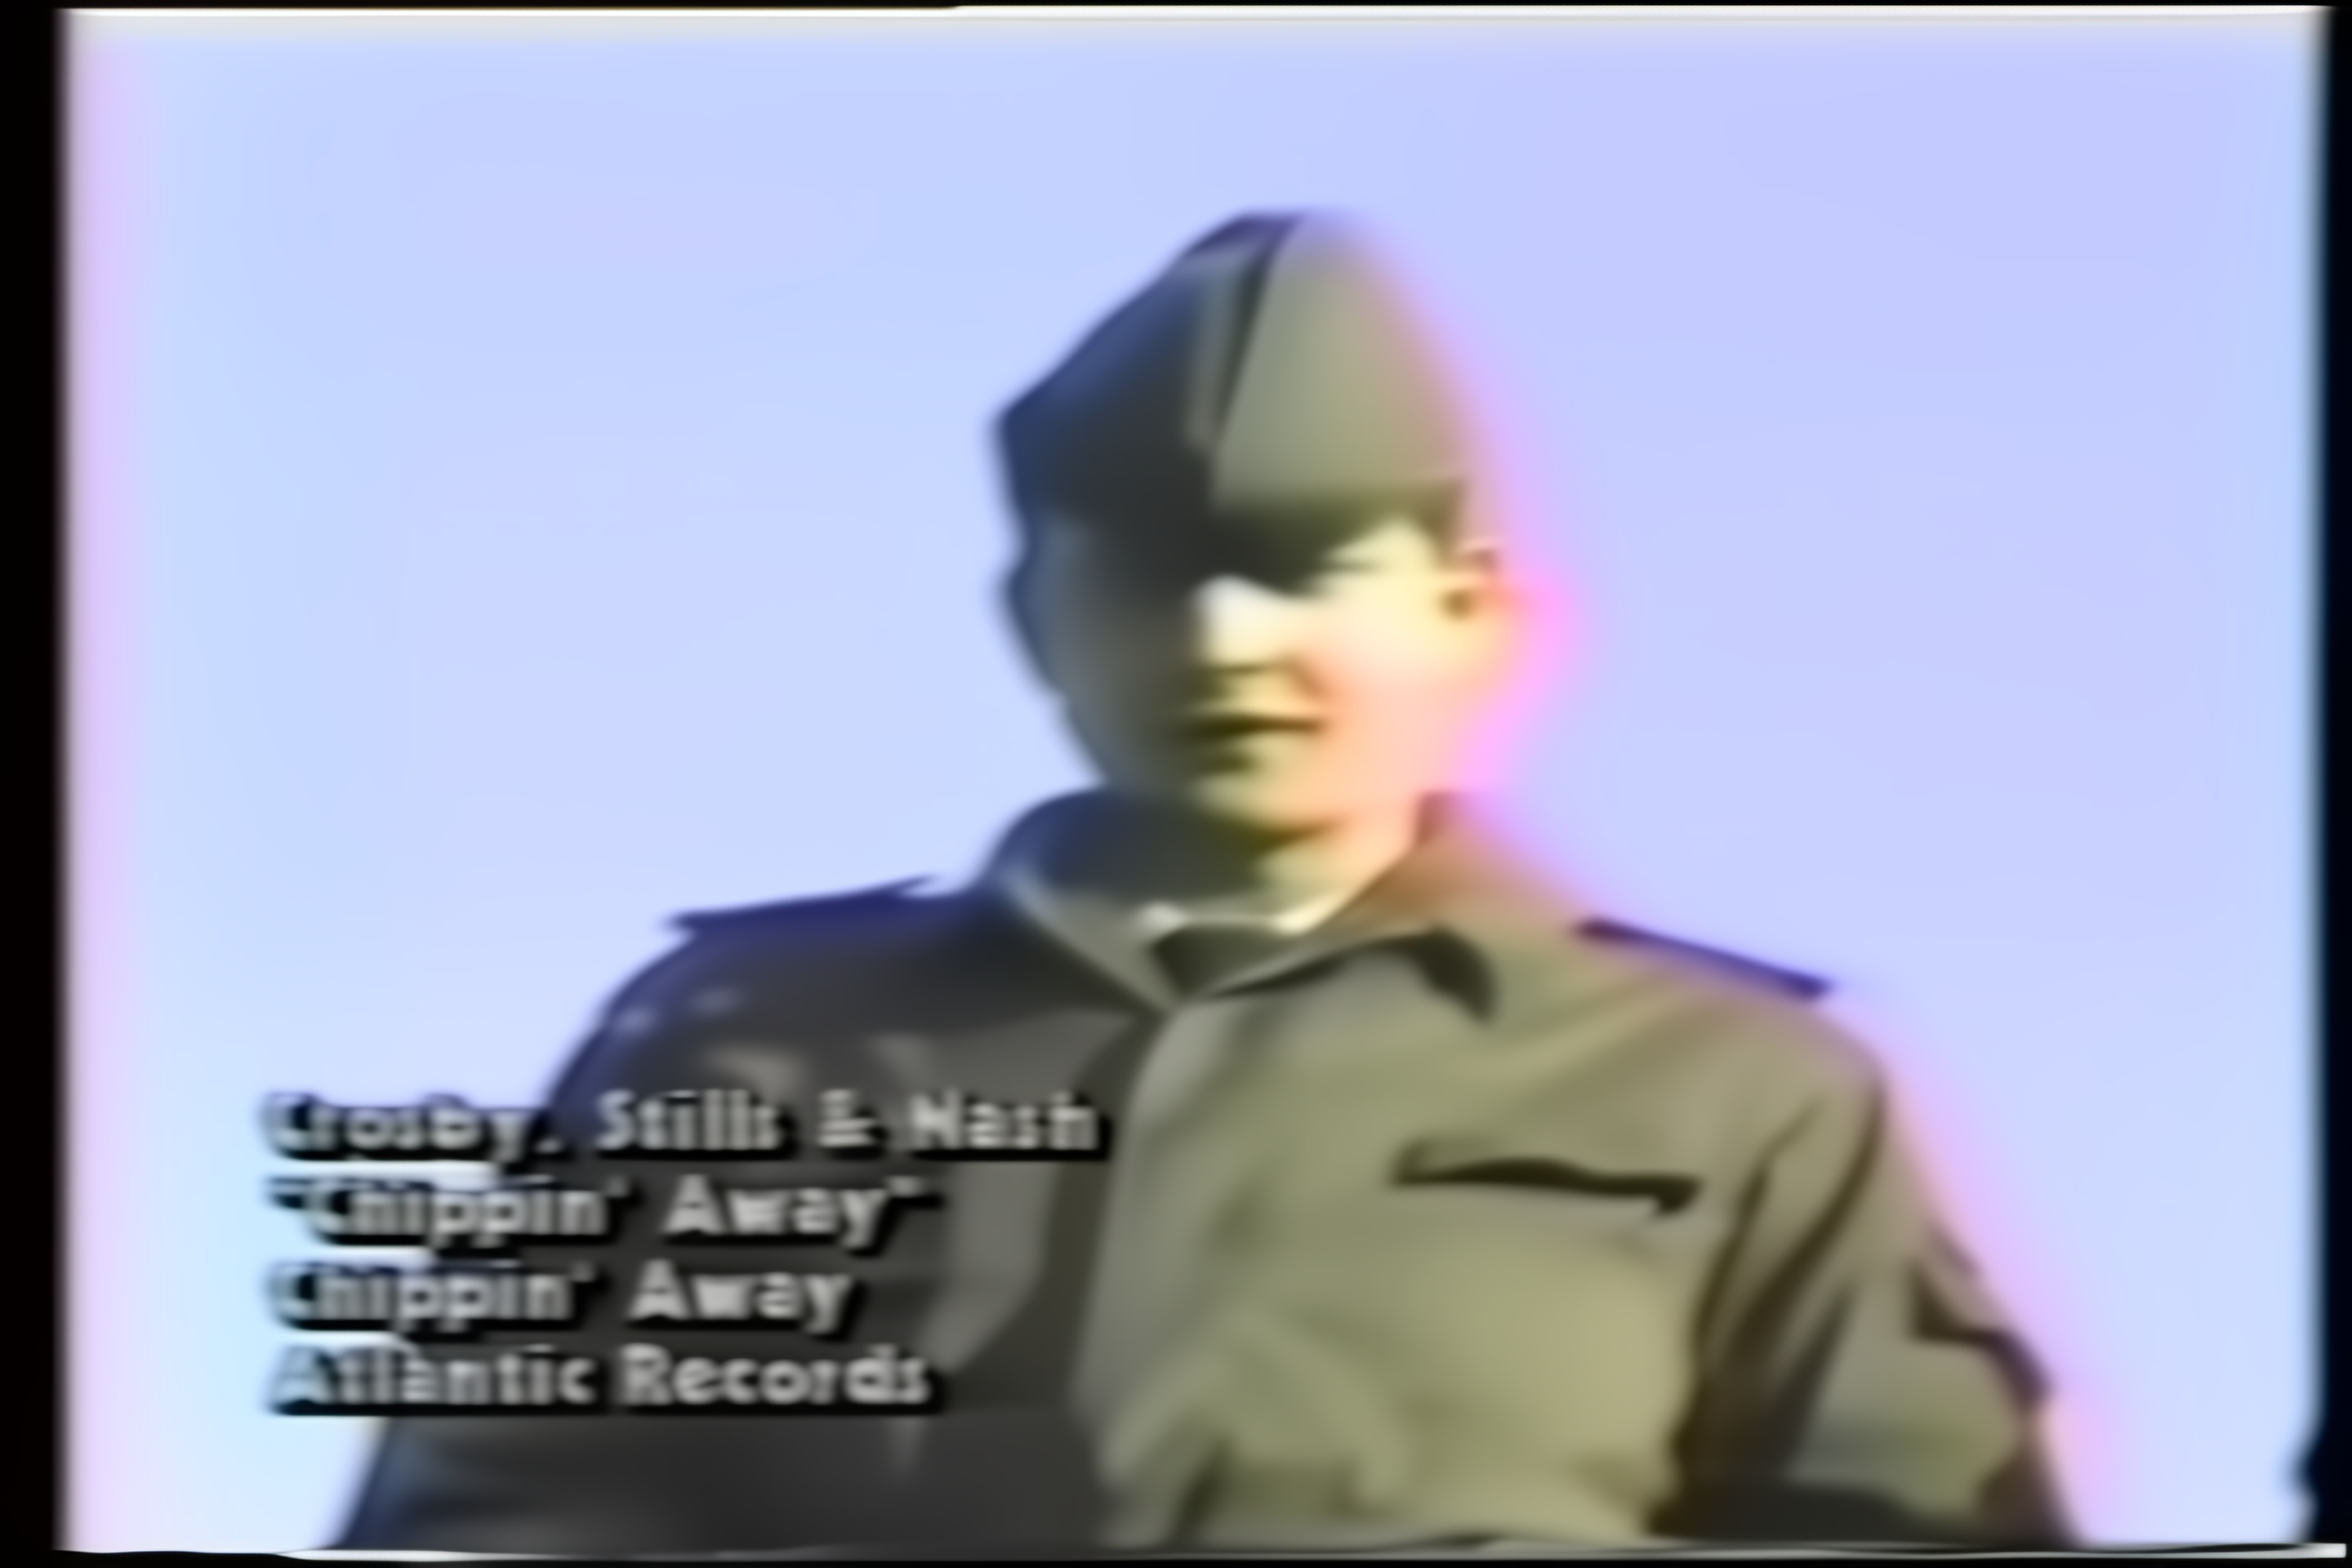 Crosby, Stills & Nash
"Chippin' Away"
Chippin' Away
Atlantic Records